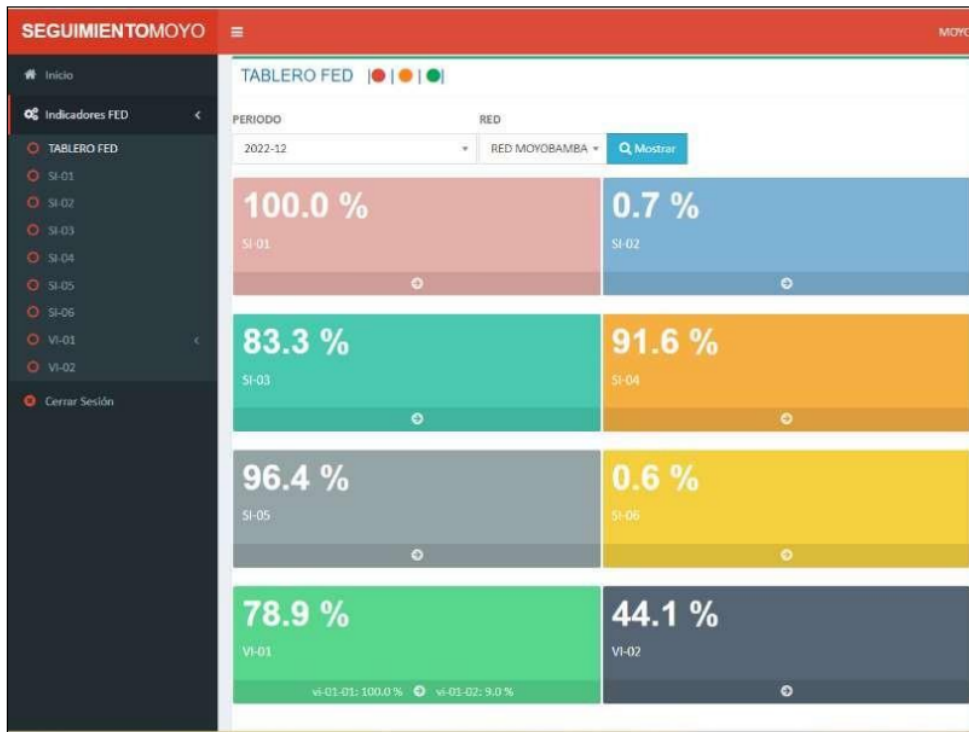 SEGUIMIENTOMOYO
MOYO
Inicio
Indicadores FED
TABLERO FED
SI-01
SI-02
SI-03
SI-04
SI-05
SI-06
VI-01
VI-02
Cerrar Sesión
TABLERO FED | | | |
PERIODO RED
2022-12 RED MOYOBAMBA Mostrar
100.0 %
SI-01
0.7 %
SI-02
83.3 %
SI-03
91.6 %
SI-04
96.4 %
SI-05
0.6 %
SI-06
78.9 %
VI-01
vi-01-01: 100.0 % vi-01-02: 9.0 %
44.1 %
VI-02